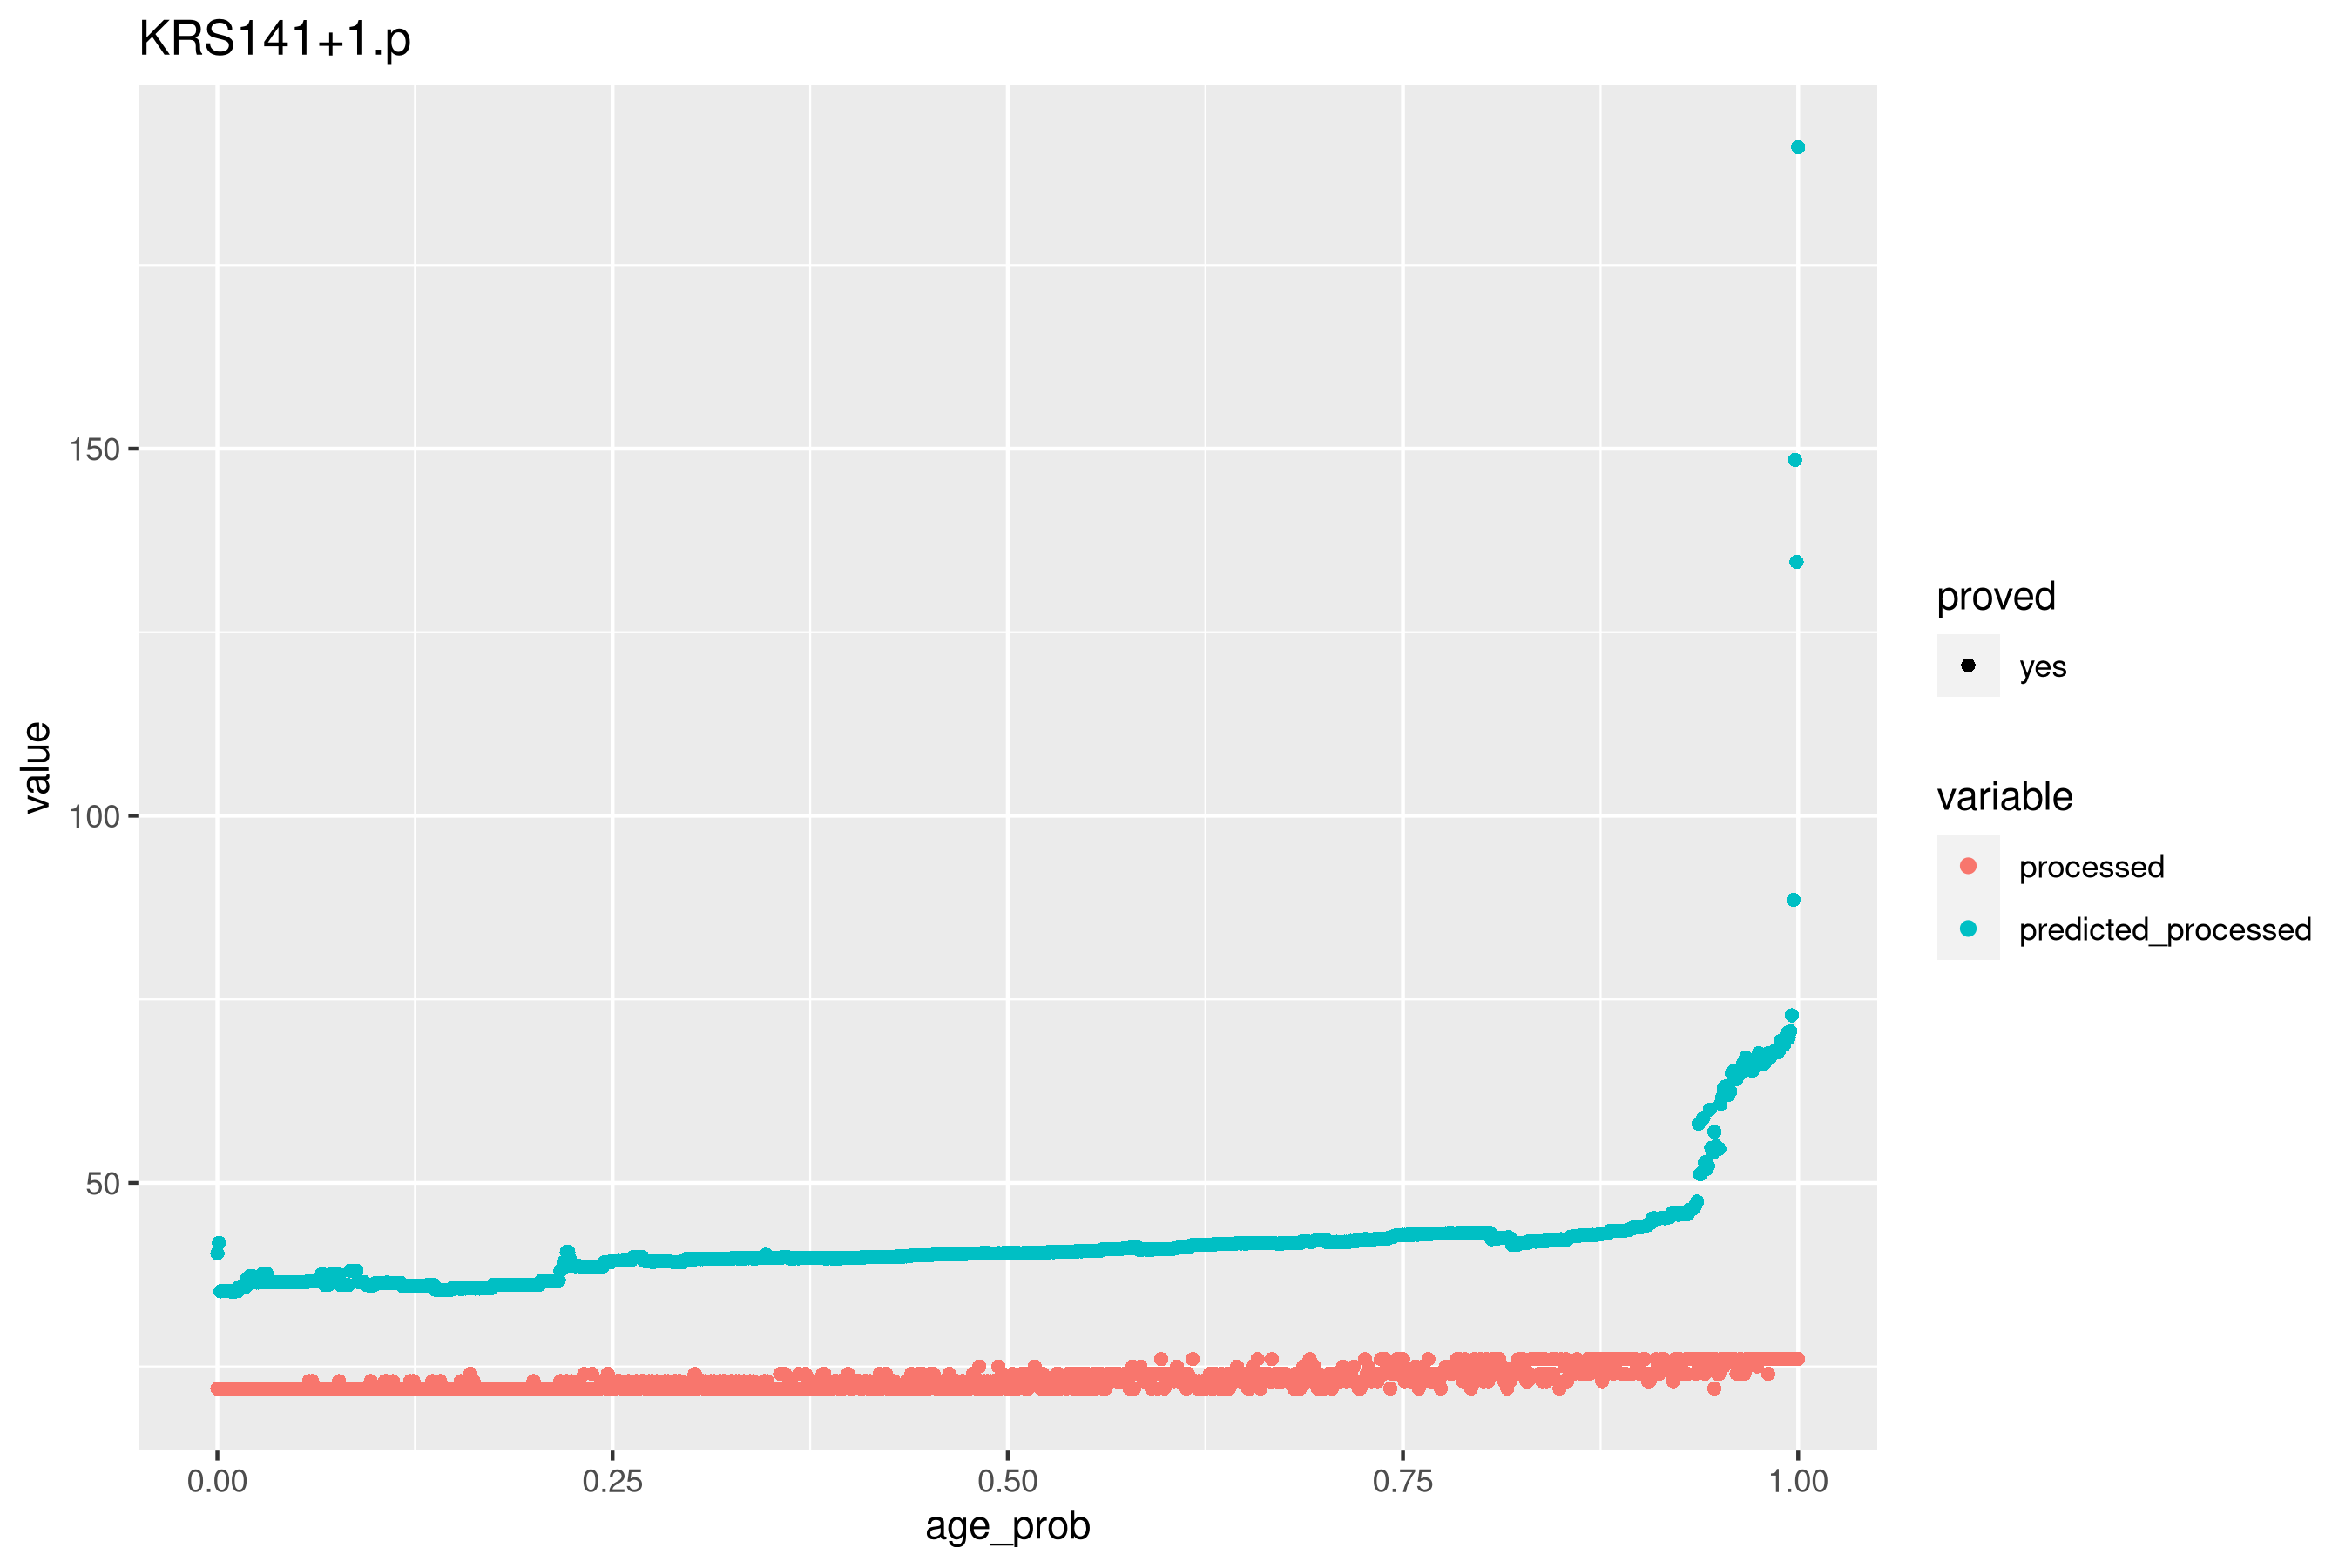 KRS141+1.p
value
150
100
50
0.00
0.25
0.50
0.75
1.00
age_prob
proved
yes
variable
processed
predicted_processed